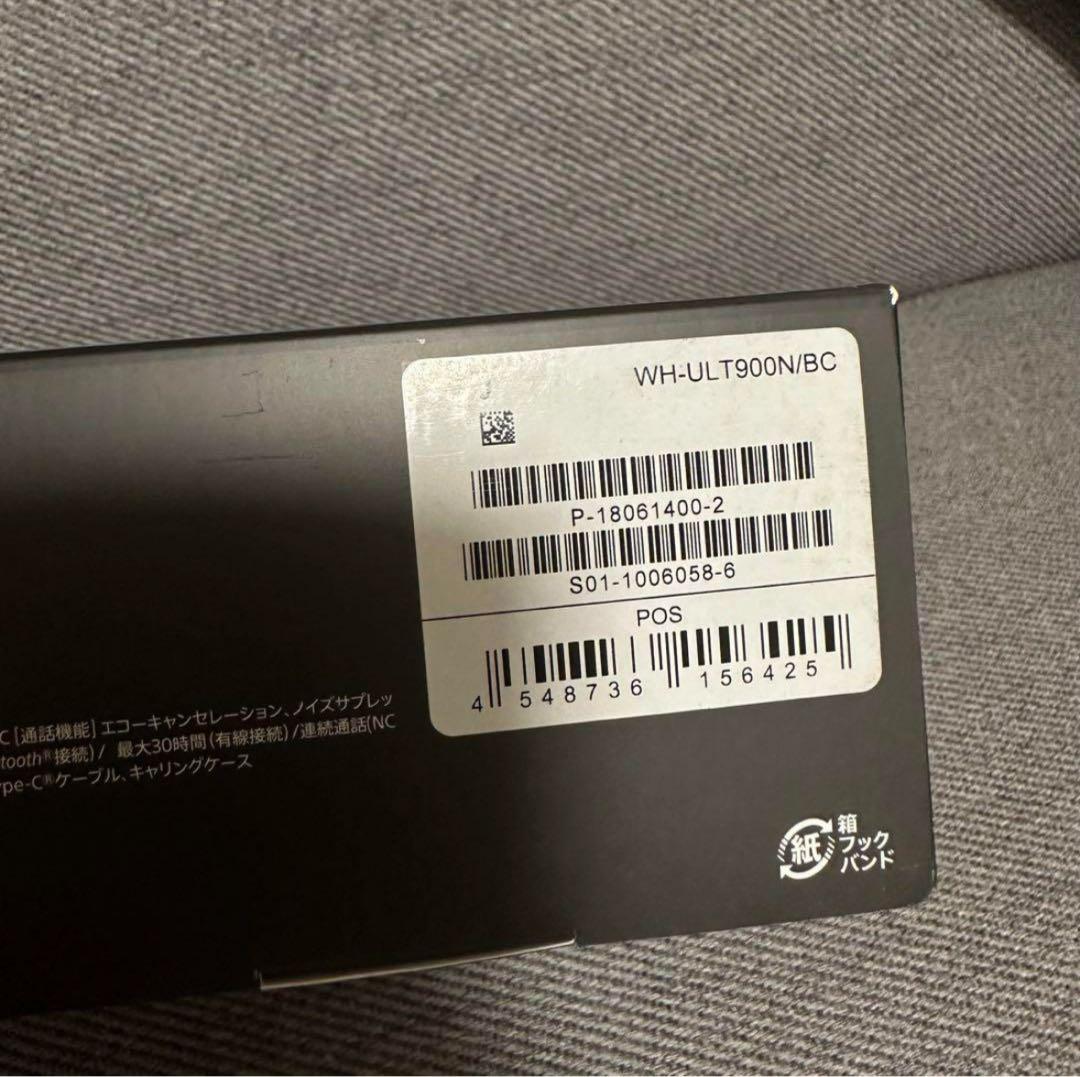 WH-ULT900N/BC
P-18061400-2
S01-1006058-6
POS
4 548736 156425
C [通話機能] エコーキャンセレーション、ノイズサプレッ
tooth®接続) / 最大30時間 (有線接続) /連続通話(NC
ype-C®ケーブル、キャリングケース
紙
箱
フック
バンド